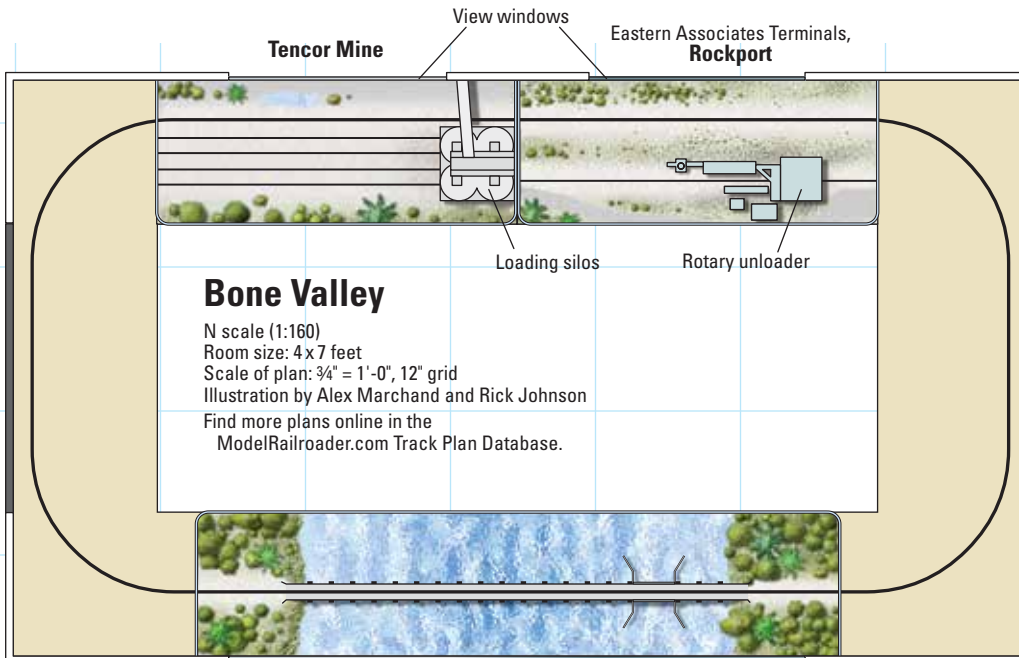 View windows
Tencor Mine
Eastern Associates Terminals,
Rockport
Loading silos
Rotary unloader
Bone Valley
N scale (1:160)
Room size: 4 x 7 feet
Scale of plan: ¾" = 1'-0", 12" grid
Illustration by Alex Marchand and Rick Johnson
Find more plans online in the
ModelRailroader.com Track Plan Database.